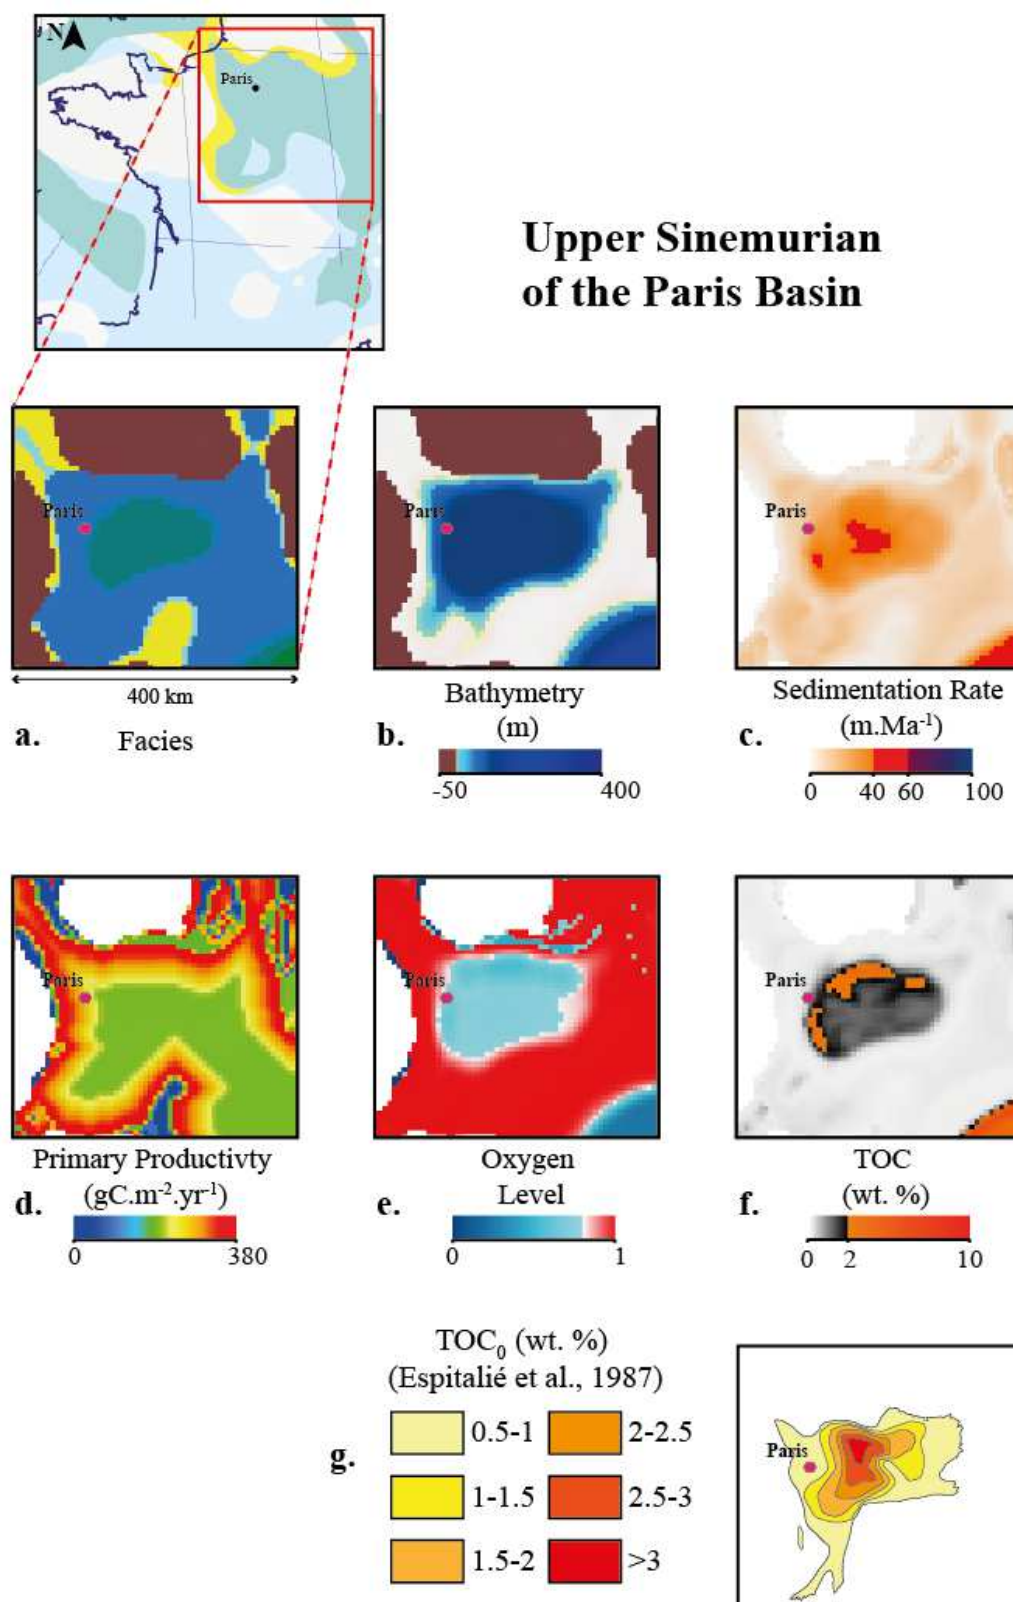 N
Paris
Upper Sinemurian
of the Paris Basin
Paris
Paris
Paris
400 km
a. Facies
Bathymetry
(m)
b.
-50 400
Sedimentation Rate
(m.Ma⁻¹)
c.
0 40 60 100
Paris
Paris
Paris
Primary Productivty
(gC.m⁻².yr⁻¹)
d.
0 380
Oxygen
Level
e.
0 1
TOC
(wt. %)
f.
0 2 10
TOC₀ (wt. %)
(Espitalié et al., 1987)
g.
0.5-1 2-2.5
1-1.5 2.5-3
1.5-2 >3
Paris